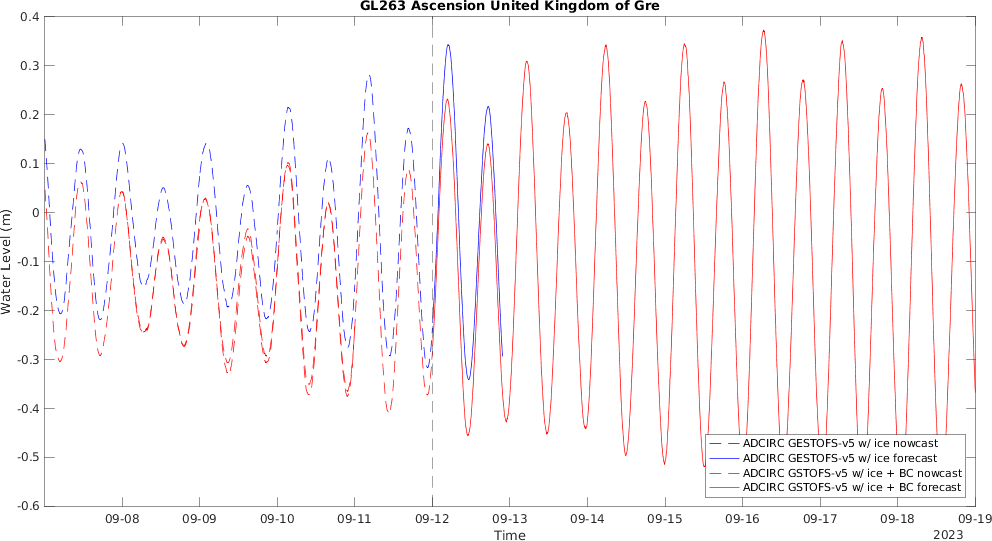 GL263 Ascension United Kingdom of Gre
0.4
0.3
0.2
0.1
0
-0.1
-0.2
-0.3
-0.4
-0.5
-0.6
Water Level (m)
ADCIRC GESTOFS-v5 w/ ice nowcast
ADCIRC GESTOFS-v5 w/ ice forecast
ADCIRC GSTOFS-v5 w/ ice + BC nowcast
ADCIRC GSTOFS-v5 w/ ice + BC forecast
09-08 09-09 09-10 09-11 09-12 09-13 09-14 09-15 09-16 09-17 09-18 09-19
Time
2023